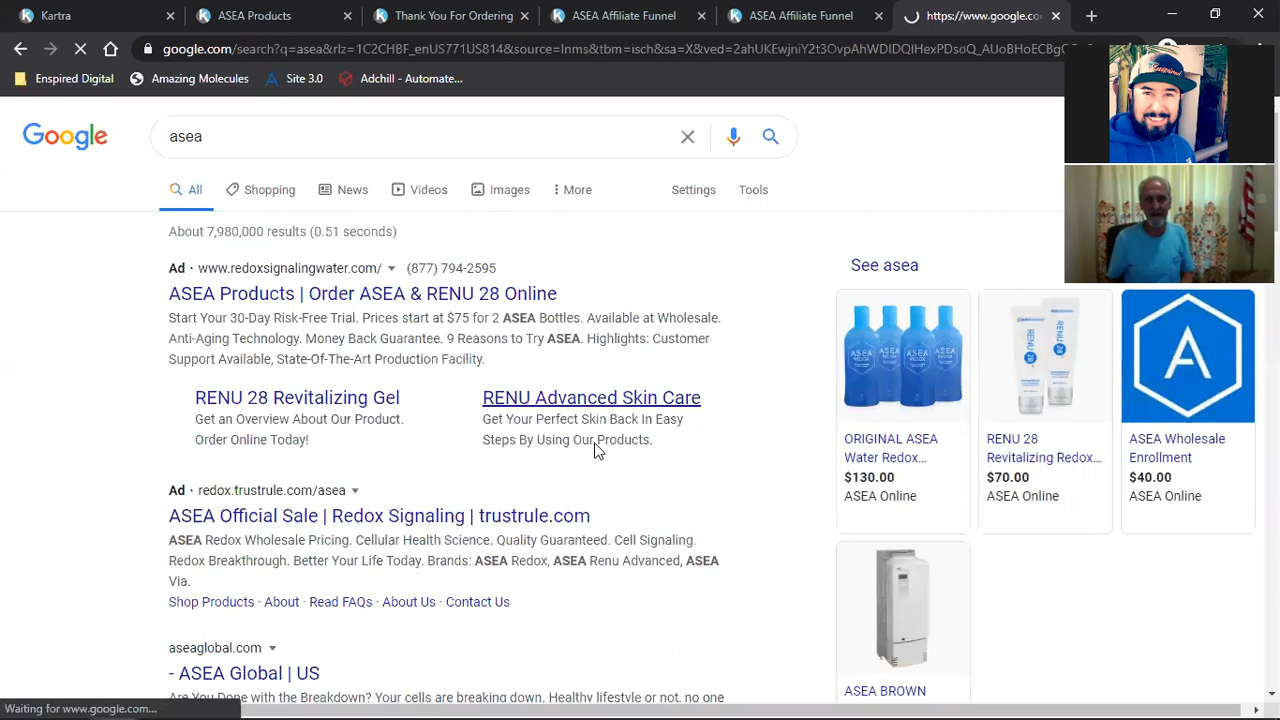 Kartra
ASEA Products
Thank You For Ordering
ASEA Affiliate Funnel
ASEA Affiliate Funnel
https://www.google.com/s
google.com/search?q=asea&rlz=1C2CHBF_enUS771US814&source=lnms&tbm=isch&sa=X&ved=
Enspired Digital
Amazing Molecules
Site 3.0
Adchill - Automate...
Google
asea
All
Shopping
News
Videos
Images
More
Settings
Tools
About 7,980,000 results (0.51 seconds)
Ad · www.redoxsignalingwater.com/ (877) 794-2595
ASEA Products | Order ASEA & RENU 28 Online
Start Your 30-Day Risk-Free Trial. Prices start at $75 for 2 ASEA Bottles. Available at Wholesale.
Anti-Aging Technology. Money Back Guarantee. 9 Reasons to Try ASEA. Highlights: Customer
Support Available, State-Of-The-Art Production Facility.
RENU 28 Revitalizing Gel
Get an Overview About Our Product.
Order Online Today!
RENU Advanced Skin Care
Get Your Perfect Skin Back In Easy
Steps By Using Our Products.
Ad · redox.trustrule.com/asea
ASEA Official Sale | Redox Signaling | trustrule.com
ASEA Redox Wholesale Pricing. Cellular Health Science. Quality Guaranteed. Cell Signaling.
Redox Breakthrough. Better Your Life Today. Brands: ASEA Redox, ASEA Renu Advanced, ASEA
Via.
Shop Products · About · Read FAQs · About Us · Contact Us
aseaglobal.com
- ASEA Global | US
Are You Done with the Breakdown? Your cells are breaking down. Healthy lifestyle or not, no one
See asea
ASEA
REDOX
RENU 28
RENU 28
A
ORIGINAL ASEA
Water Redox...
$130.00
ASEA Online
RENU 28
Revitalizing Redox...
$70.00
ASEA Online
ASEA Wholesale
Enrollment
$40.00
ASEA Online
ASEA BROWN
Waiting for www.google.com...